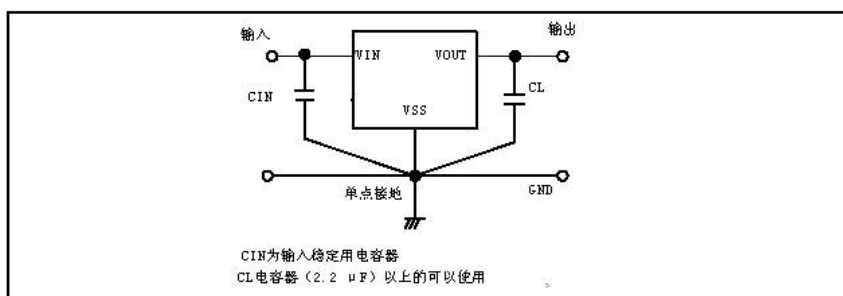 输入
输出
VIN
VOUT
CIN
CL
VSS
单点接地
GND
CIN为输入稳定用电容器
CL电容器（2.2 μF）以上的可以使用